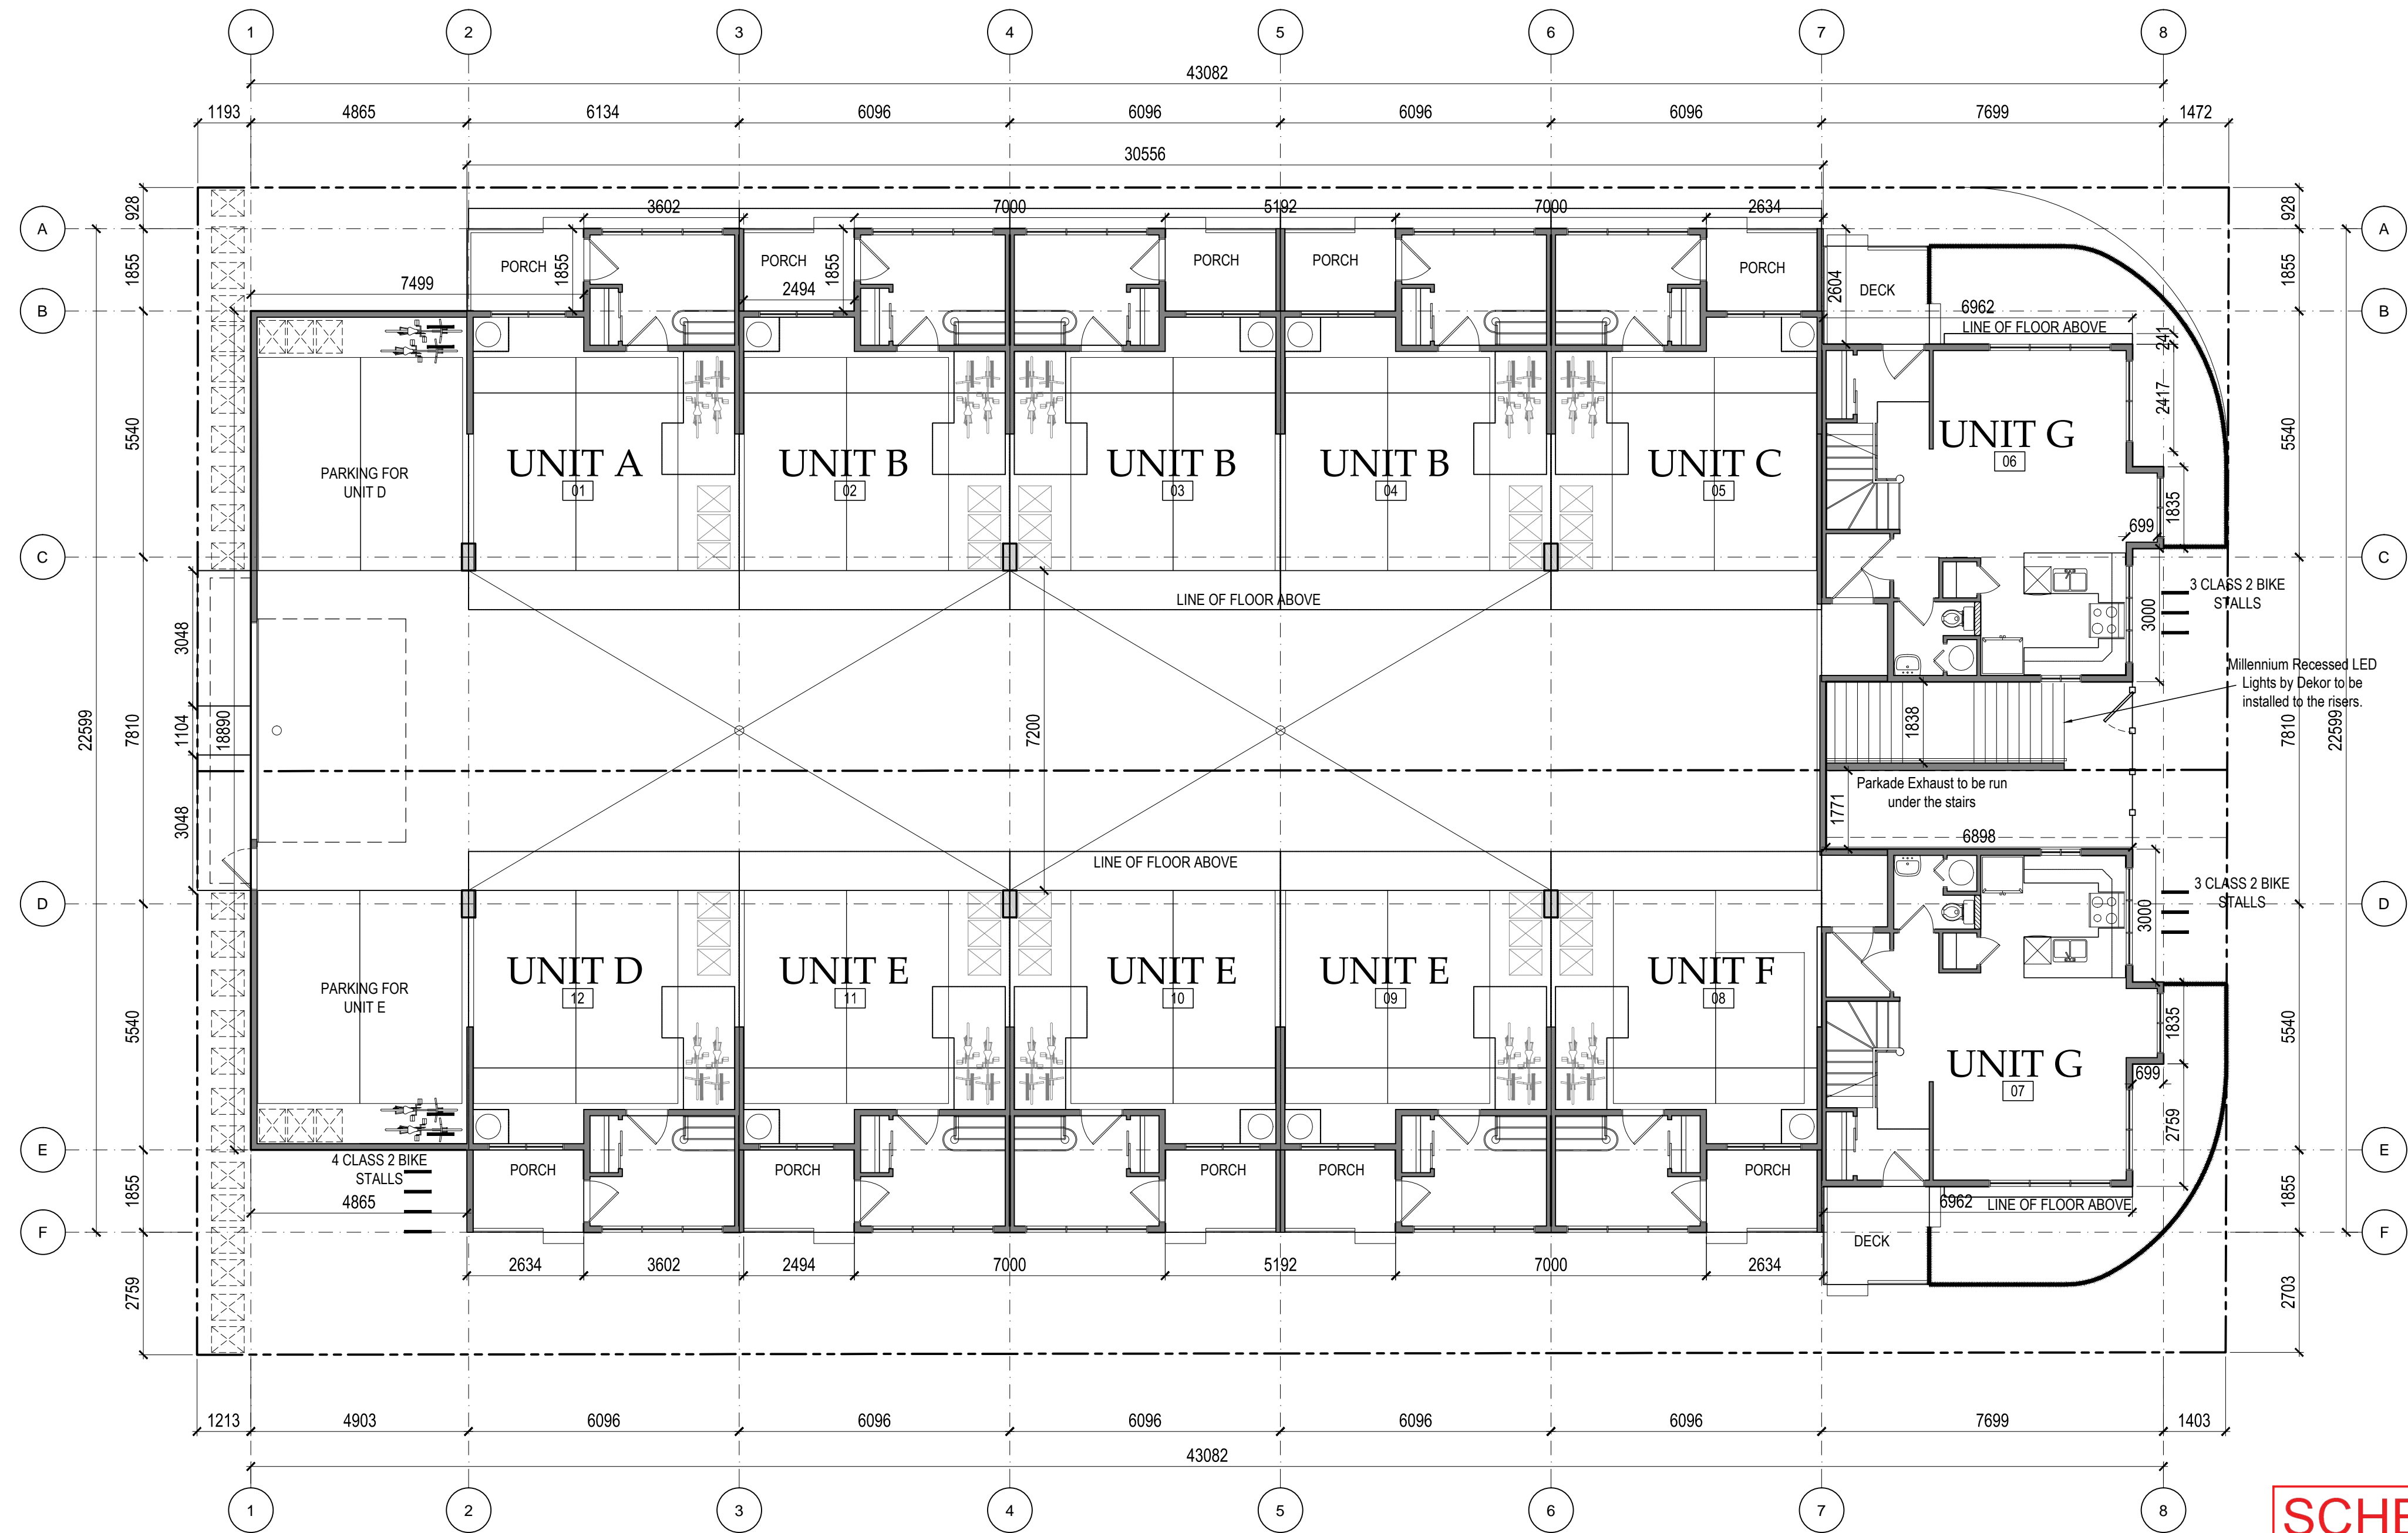 1 2 3 4 5 6 7 8
43082
1193 4865 6134 6096 6096 6096 6096 7699 1472
30556
928 928
3602 7000 5192 7000 2634
A A
PORCH 1855 PORCH 1855 PORCH PORCH PORCH
1855 1855
7499 2494 2604 DECK
B B
6962
LINE OF FLOOR ABOVE
241
2417
5540 5540
UNIT A UNIT B UNIT B UNIT B UNIT C UNIT G
01 02 03 04 05 06
PARKING FOR
UNIT D
1835
699
C C
3 CLASS 2 BIKE
STALLS
LINE OF FLOOR ABOVE
3048 3000
Millennium Recessed LED
Lights by Dekor to be
installed to the risers.
22599 7810 1104 18890 7200 1838 7810 22599
Parkade Exhaust to be run
under the stairs
3048 1771
6898
LINE OF FLOOR ABOVE
3 CLASS 2 BIKE
STALLS
D D
3000
UNIT D UNIT E UNIT E UNIT E UNIT F
12 11 10 09 08
PARKING FOR
UNIT E
5540 1835 5540
UNIT G
699
07
2759
E E
4 CLASS 2 BIKE
STALLS
PORCH PORCH PORCH PORCH PORCH
1855 4865 6962 LINE OF FLOOR ABOVE 1855
F F
DECK
2634 3602 2494 7000 5192 7000 2634
2759 2703
1213 4903 6096 6096 6096 6096 6096 7699 1403
43082
1 2 3 4 5 6 7 8